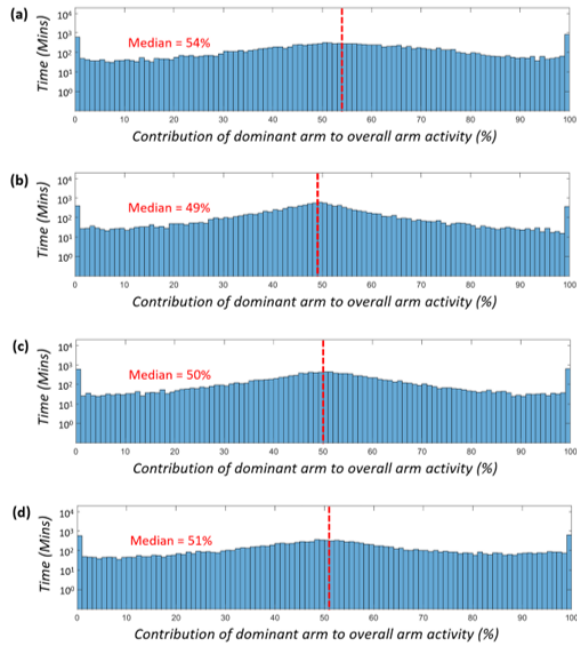 (a)
Time (Mins)
10⁴
10³
10²
10¹
10⁰
Median = 54%
0 10 20 30 40 50 60 70 80 90 100
Contribution of dominant arm to overall arm activity (%)
(b)
Time (Mins)
10⁴
10³
10²
10¹
10⁰
Median = 49%
0 10 20 30 40 50 60 70 80 90 100
Contribution of dominant arm to overall arm activity (%)
(c)
Time (Mins)
10⁴
10³
10²
10¹
10⁰
Median = 50%
0 10 20 30 40 50 60 70 80 90 100
Contribution of dominant arm to overall arm activity (%)
(d)
Time (Mins)
10⁴
10³
10²
10¹
10⁰
Median = 51%
0 10 20 30 40 50 60 70 80 90 100
Contribution of dominant arm to overall arm activity (%)